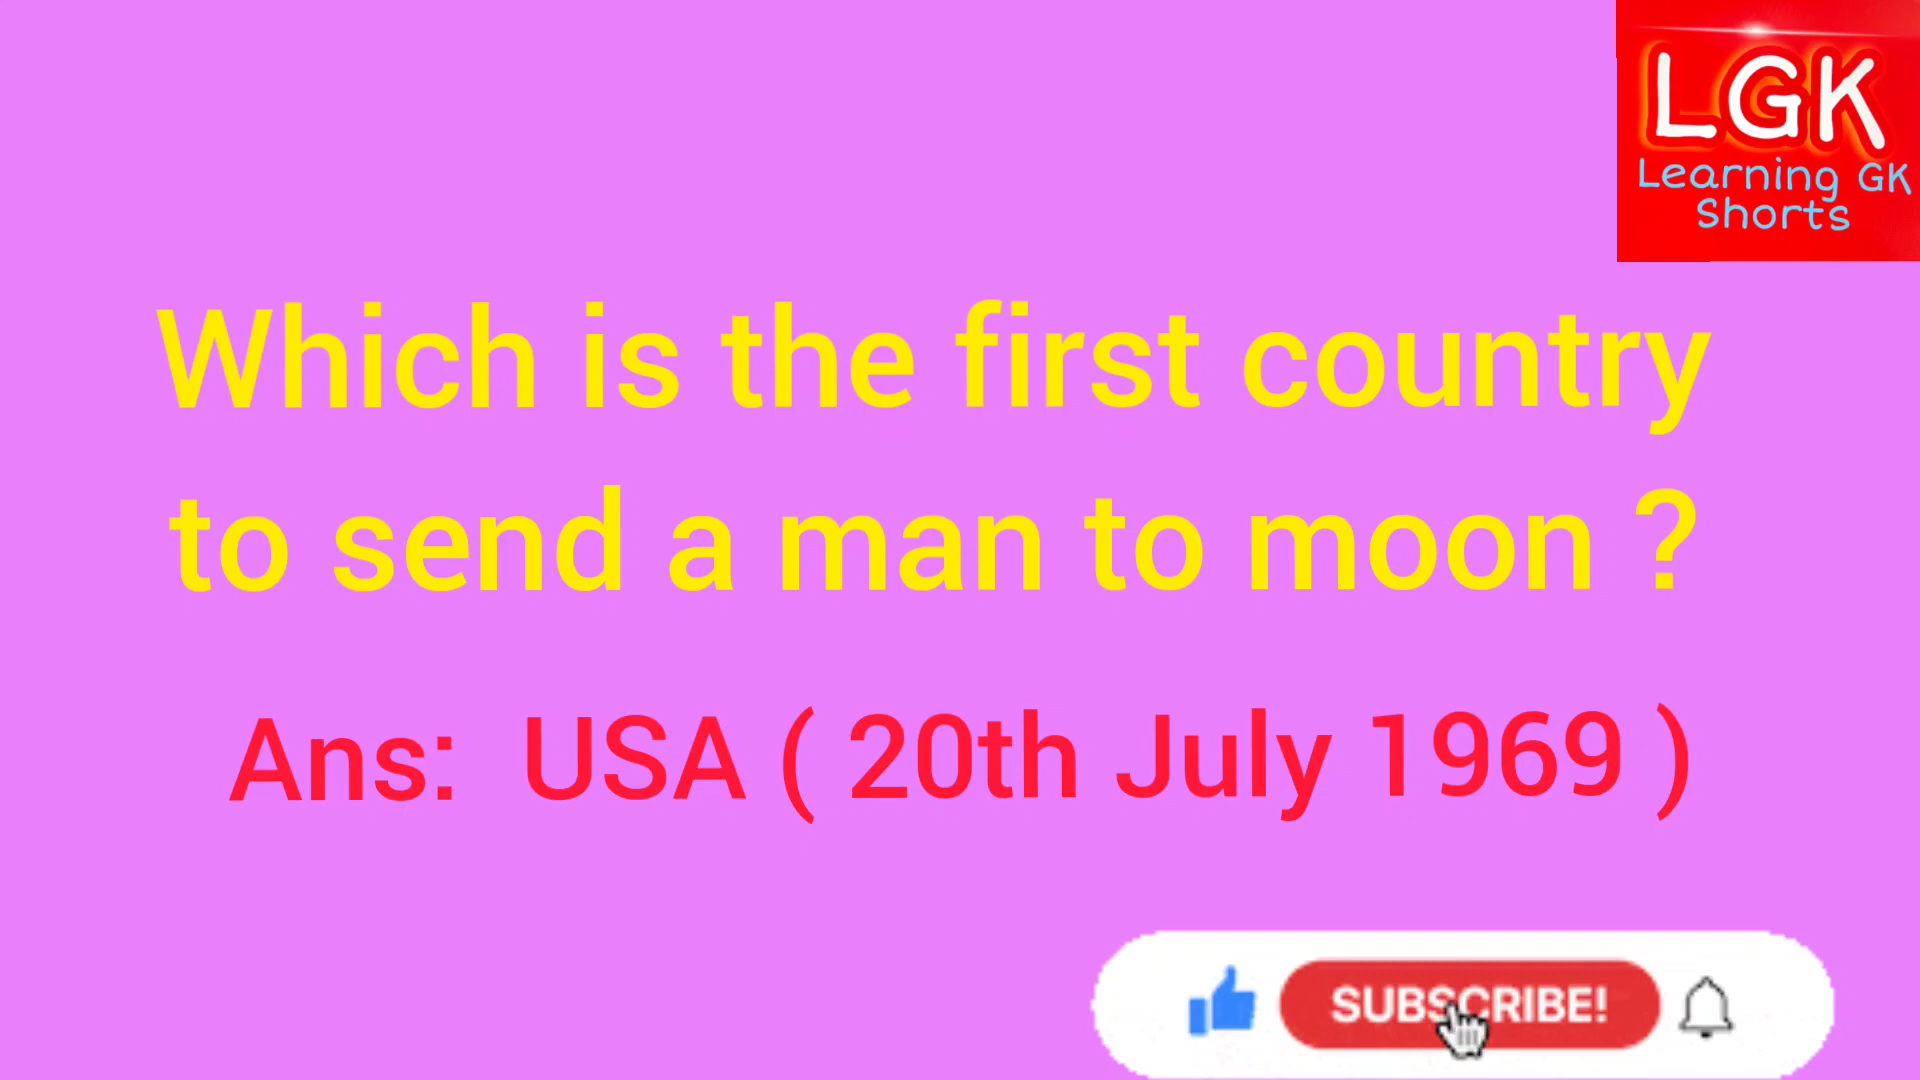 LGK
Learning GK
Shorts
Which is the first country
to send a man to moon ?
Ans: USA ( 20th July 1969 )
SUBSCRIBE!